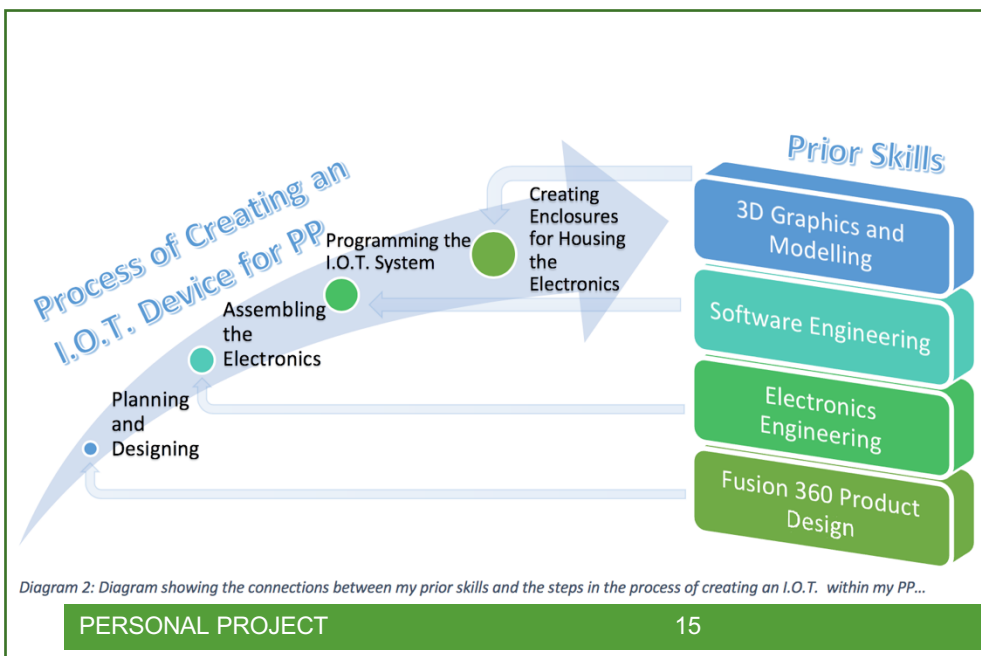 Process of Creating an
I.O.T. Device for PP
Planning
and
Designing
Assembling
the
Electronics
Programming the
I.O.T. System
Creating
Enclosures
for Housing
the
Electronics
Prior Skills
3D Graphics and
Modelling
Software Engineering
Electronics
Engineering
Fusion 360 Product
Design
Diagram 2: Diagram showing the connections between my prior skills and the steps in the process of creating an I.O.T.  within my PP...
PERSONAL PROJECT 15